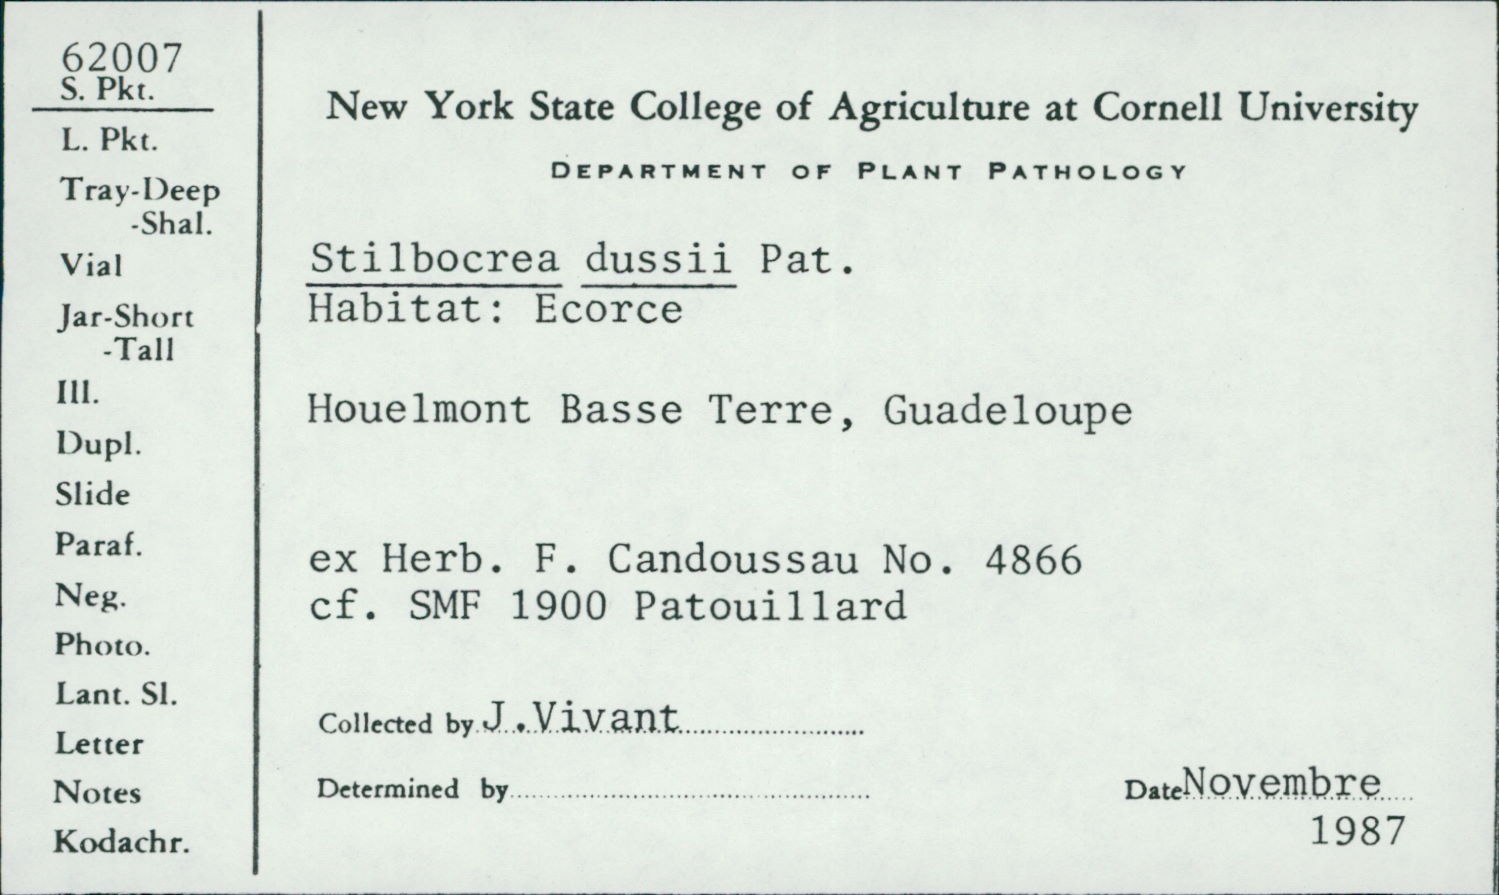 62007
S. Pkt.
L. Pkt.
Tray-Deep
-Shal.
Vial
Jar-Short
-Tall
Ill.
Dupl.
Slide
Paraf.
Neg.
Photo.
Lant. Sl.
Letter
Notes
Kodachr.
New York State College of Agriculture at Cornell University
DEPARTMENT OF PLANT PATHOLOGY
Stilbocrea dussii Pat.
Habitat: Ecorce
Houelmont Basse Terre, Guadeloupe
ex Herb. F. Candoussau No. 4866
cf. SMF 1900 Patouillard
Collected by J.Vivant
Determined by
Date Novembre
1987